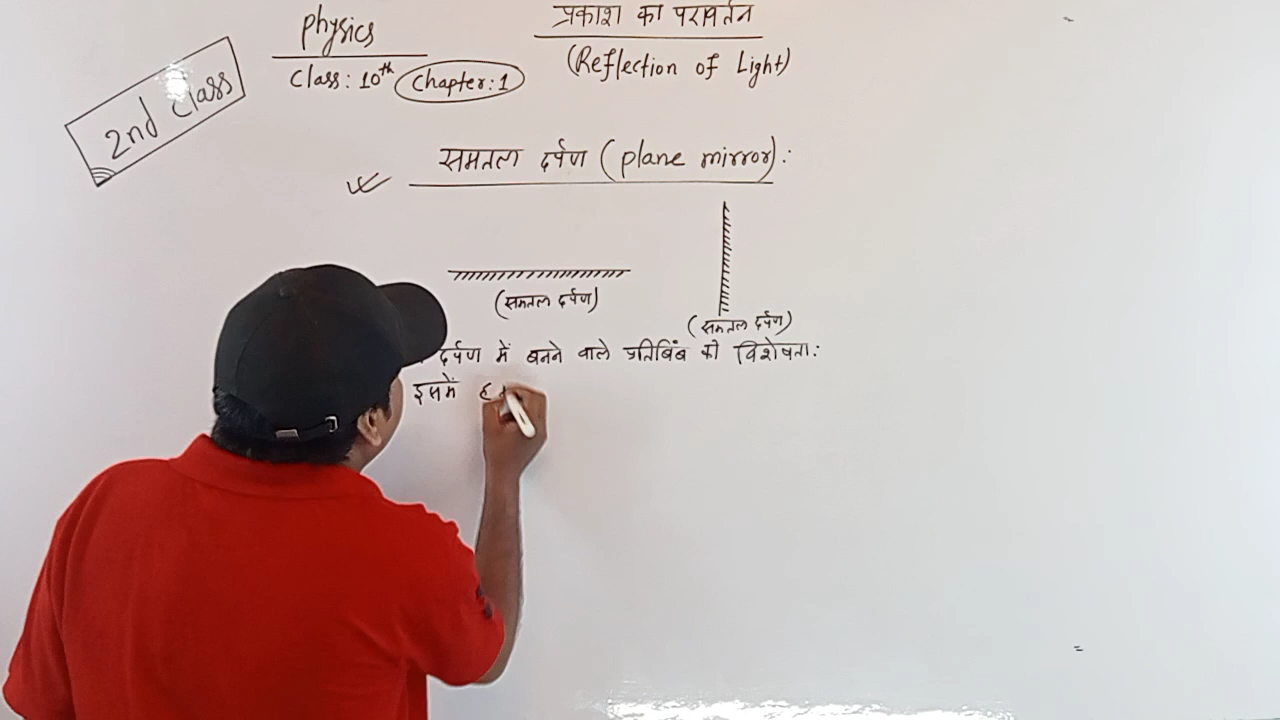 physics
Class: 10th Chapter: 1
प्रकाश का परावर्तन
(Reflection of Light)
2nd Class
समतल दर्पण (plane mirror):
(समतल दर्पण)
(समतल दर्पण)
दर्पण में बनने वाले प्रतिबिंब की विशेषता:
इसमें